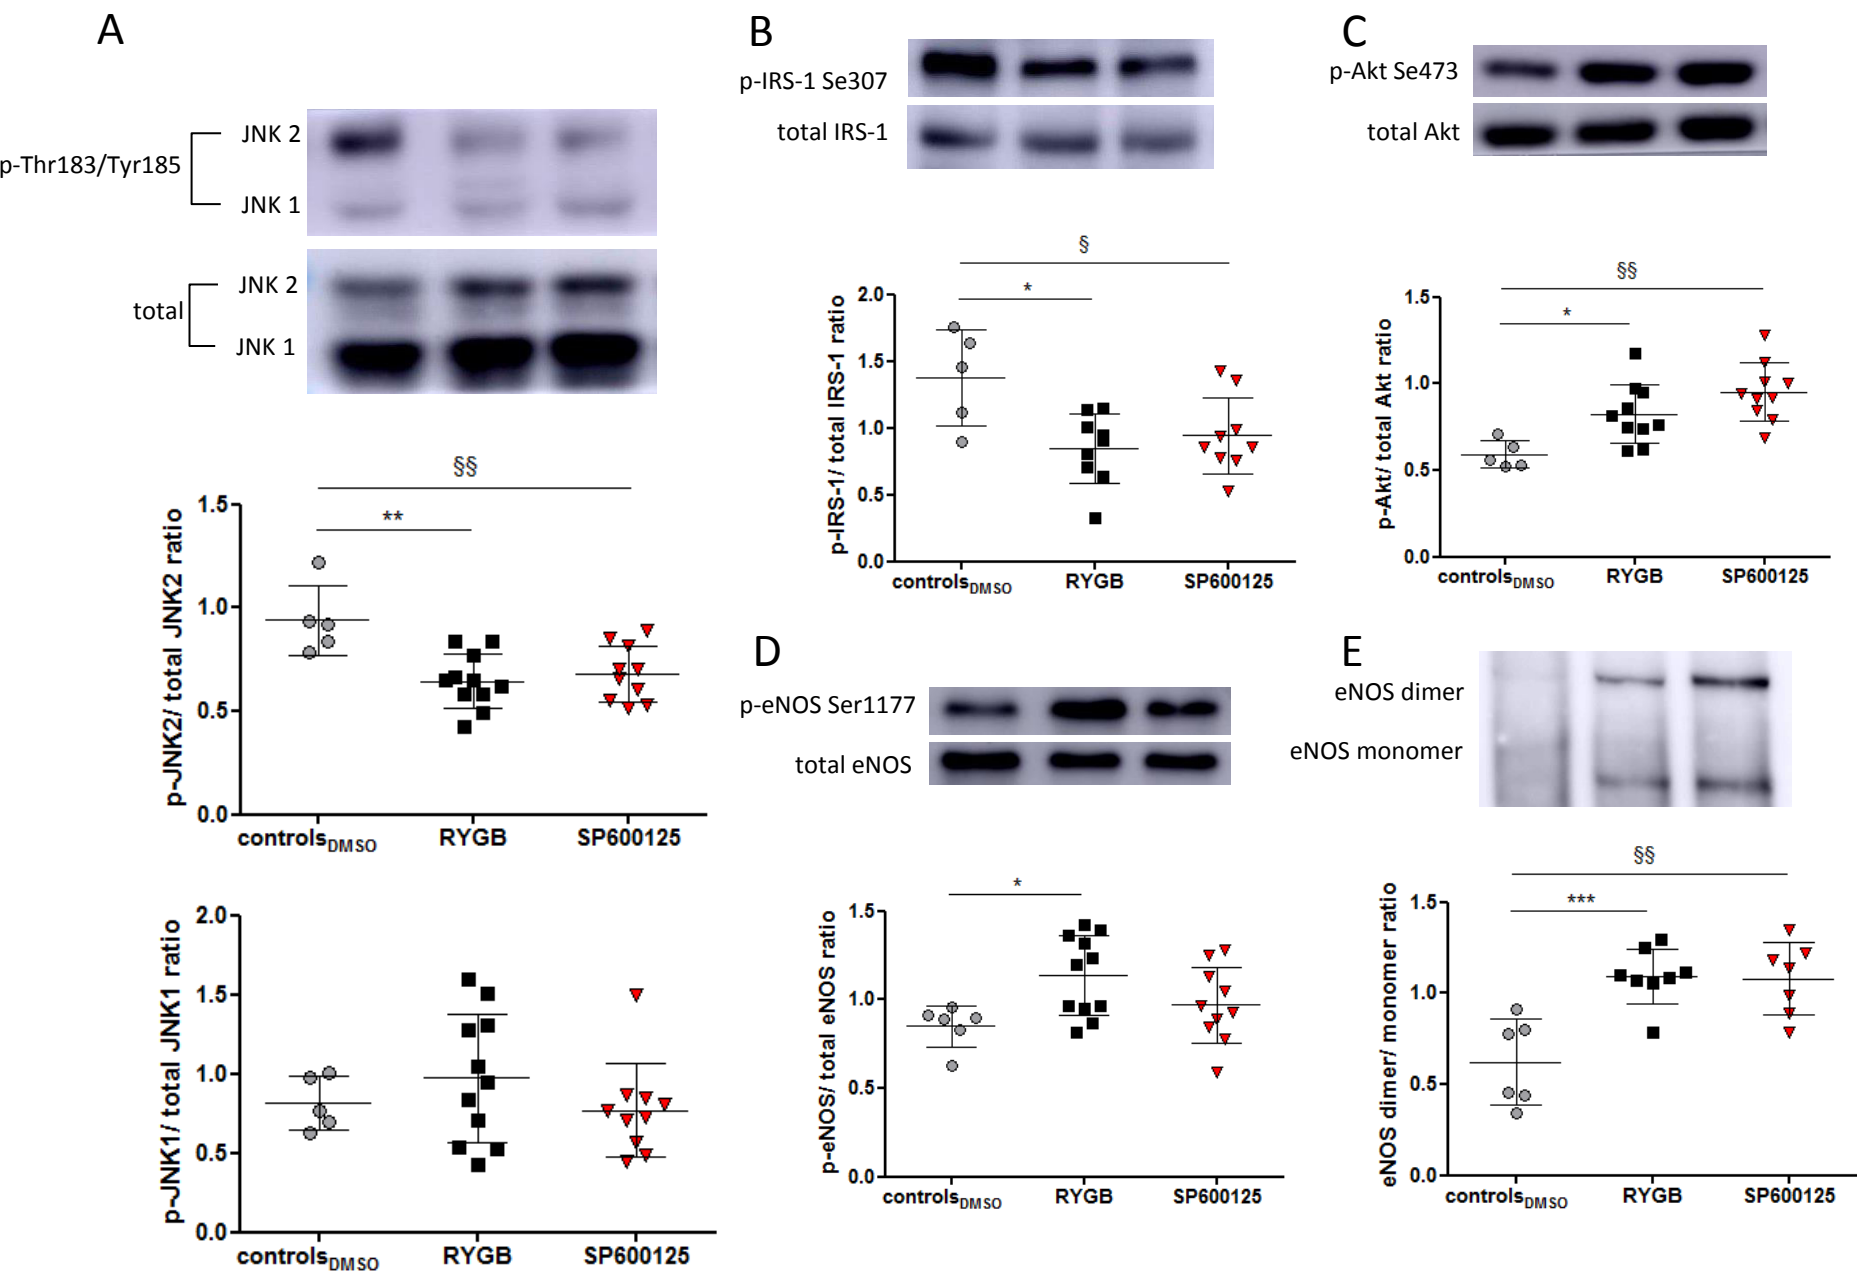 A
p-Thr183/Tyr185
JNK 2
JNK 1
total
JNK 2
JNK 1
§§
**
p-JNK2/ total JNK2 ratio
1.5
1.0
0.5
0.0
controlsDMSO RYGB SP600125
p-JNK1/ total JNK1 ratio
2.0
1.5
1.0
0.5
0.0
controlsDMSO RYGB SP600125
B
p-IRS-1 Se307
total IRS-1
§
*
p-IRS-1/ total IRS-1 ratio
2.0
1.5
1.0
0.5
0.0
controlsDMSO RYGB SP600125
C
p-Akt Se473
total Akt
§§
*
p-Akt/ total Akt ratio
1.5
1.0
0.5
0.0
controlsDMSO RYGB SP600125
D
p-eNOS Ser1177
total eNOS
*
p-eNOS/ total eNOS ratio
1.5
1.0
0.5
0.0
controlsDMSO RYGB SP600125
E
eNOS dimer
eNOS monomer
§§
***
eNOS dimer/ monomer ratio
1.5
1.0
0.5
0.0
controlsDMSO RYGB SP600125